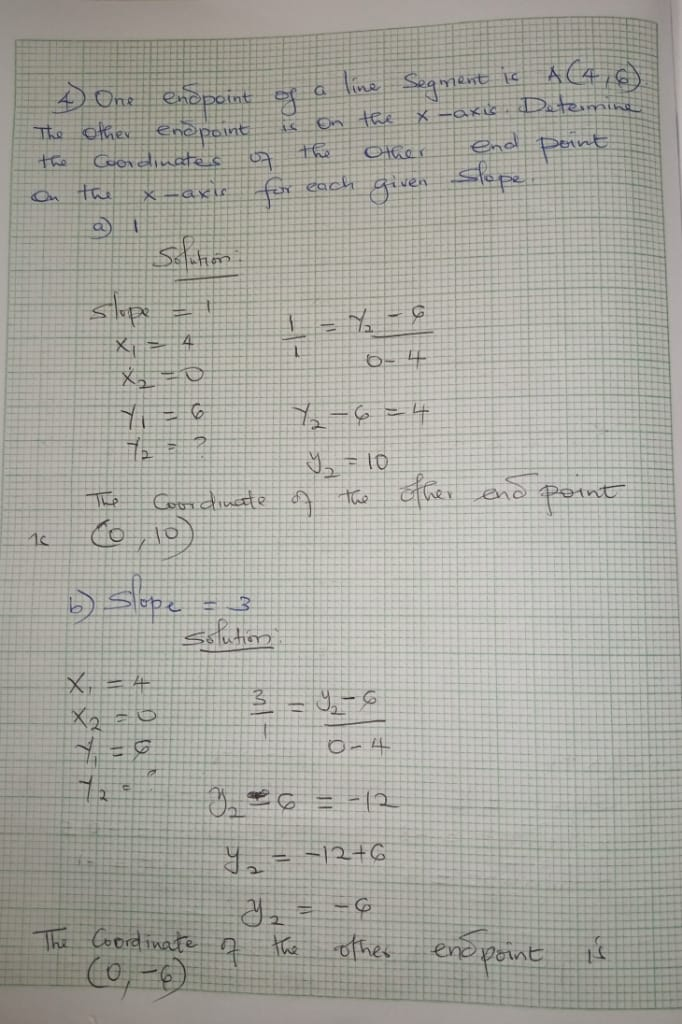 4) One endpoint of a line Segment is A(4,6)
The other endpoint is on the x-axis. Determine
the Coordinates of the Other end point
on the x-axis for each given slope.
a) 1
Solution:
Slope = 1
X₁ = 4
X₂ = 0
Y₁ = 6
Y₂ = ?
1/1 = Y₂ - 6 / 0 - 4
Y₂ - 6 = 4
y₂ = 10
The Coordinate of the other end point
is (0, 10)
b) Slope = 3
Solution:
X₁ = 4
X₂ = 0
Y₁ = 6
Y₂ = ?
3/1 = y₂ - 6 / 0 - 4
y₂ - 6 = -12
y₂ = -12+6
y₂ = -6
The Coordinate of the other endpoint is
(0, -6)